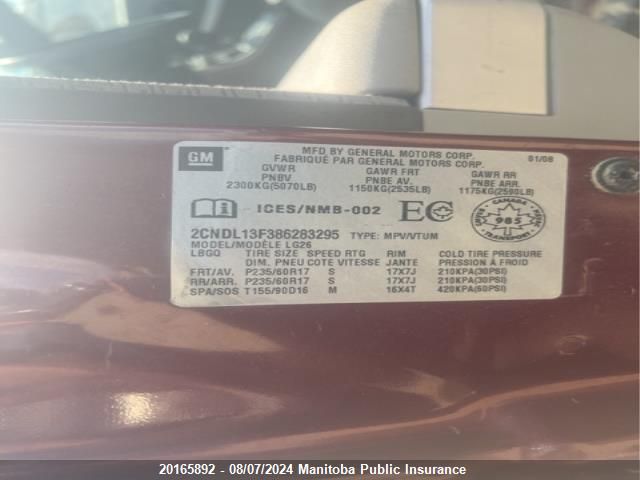 GM
MFD BY GENERAL MOTORS CORP. 01/08
FABRIQUÉ PAR GENERAL MOTORS CORP.
GVWR GAWR FRT GAWR RR
PNBV PNBE AV. PNBE ARR.
2300KG(5070LB) 1150KG(2535LB) 1175KG(2590LB)
ICES/NMB-002 EC CANADA 985
2CNDL13F386283295 TYPE: MPV/VTUM
MODEL/MODÈLE LG26
LBGQ TIRE SIZE SPEED RTG RIM COLD TIRE PRESSURE
DIM. PNEU COTE VITESSE JANTE PRESSION À FROID
FRT/AV. P235/60R17 S 17X7J 210KPA(30PSI)
RR/ARR. P235/60R17 S 17X7J 210KPA(30PSI)
SPA/SOS T155/90D16 M 16X4T 420KPA(60PSI)
20165892 - 08/07/2024 Manitoba Public Insurance